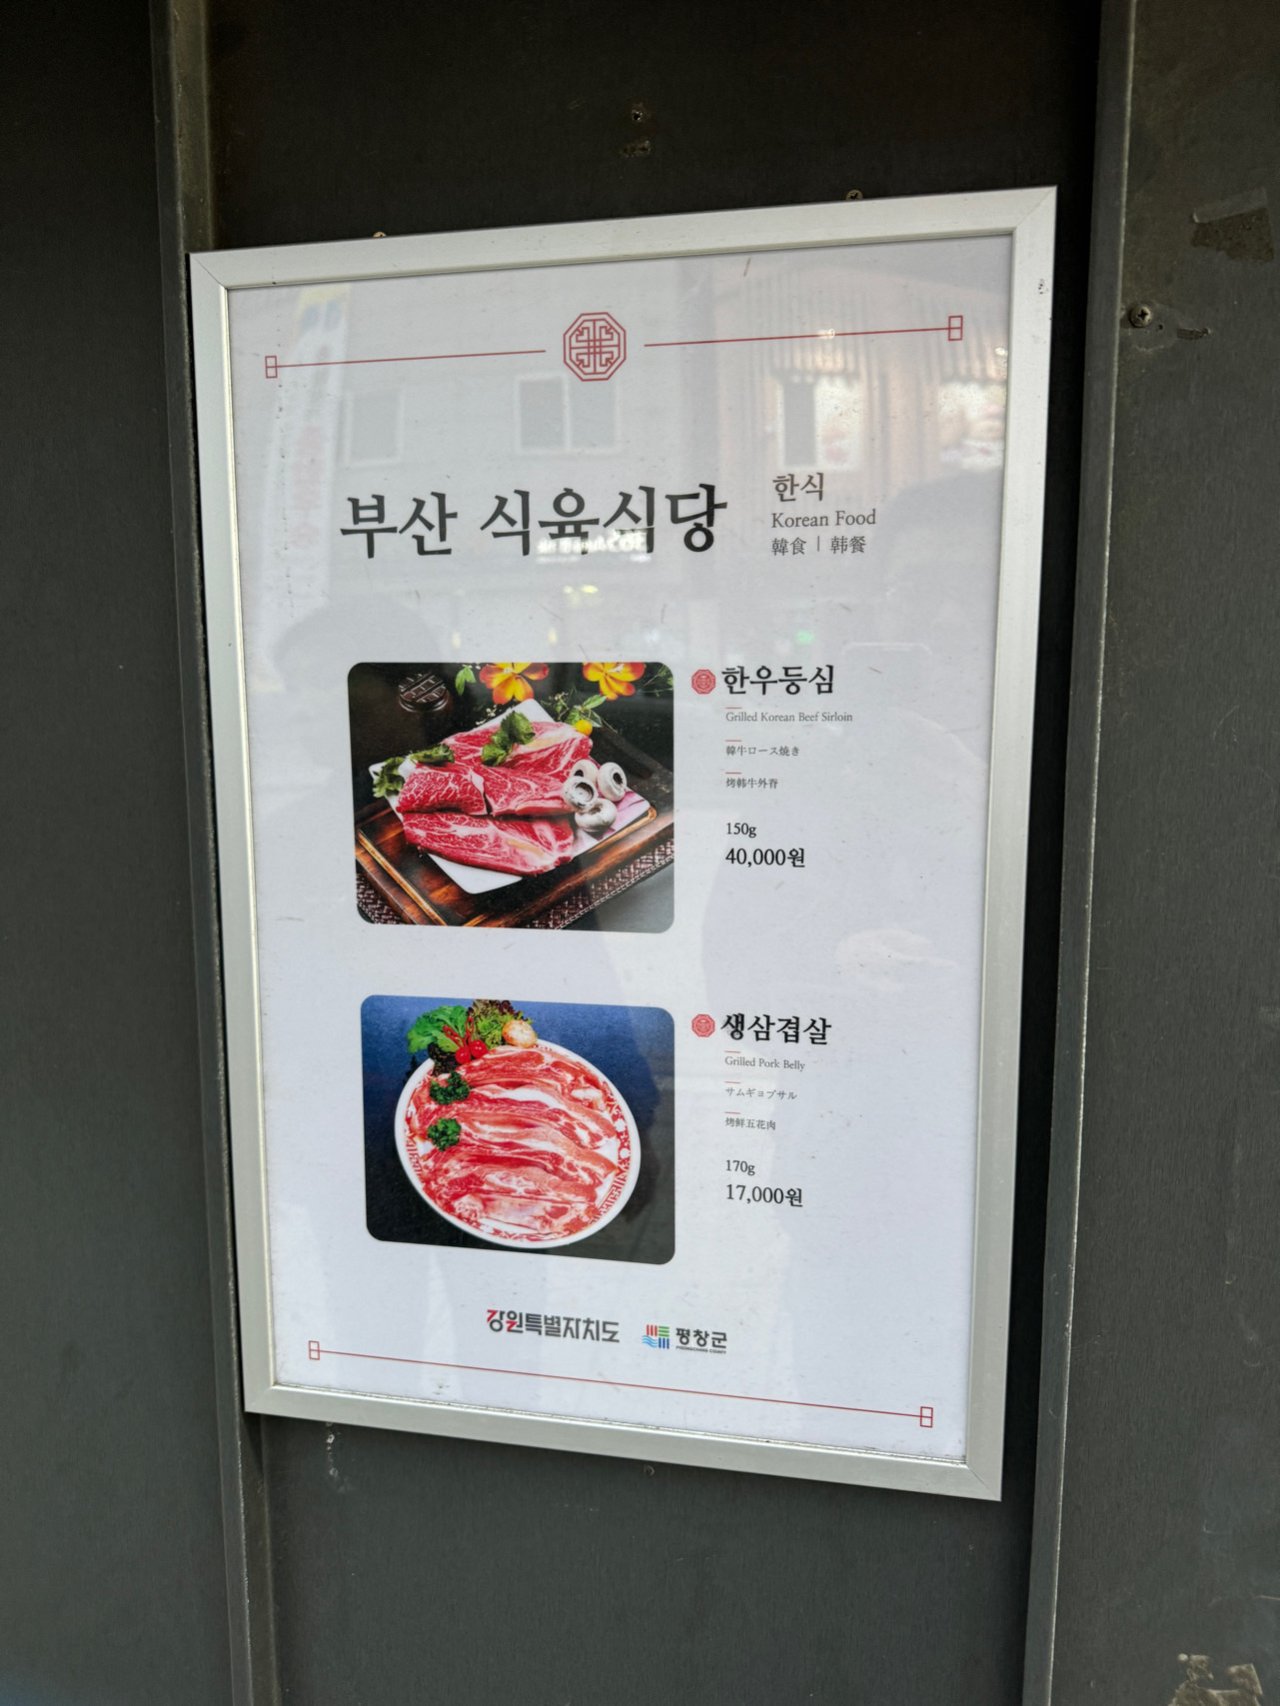 부산 식육식당
한식
Korean Food
韓食 | 韩餐
한우등심
Grilled Korean Beef Sirloin
韓牛ロース焼き
烤韩牛外脊
150g
40,000원
생삼겹살
Grilled Pork Belly
サムギョプサル
烤鲜五花肉
170g
17,000원
강원특별자치도
평창군